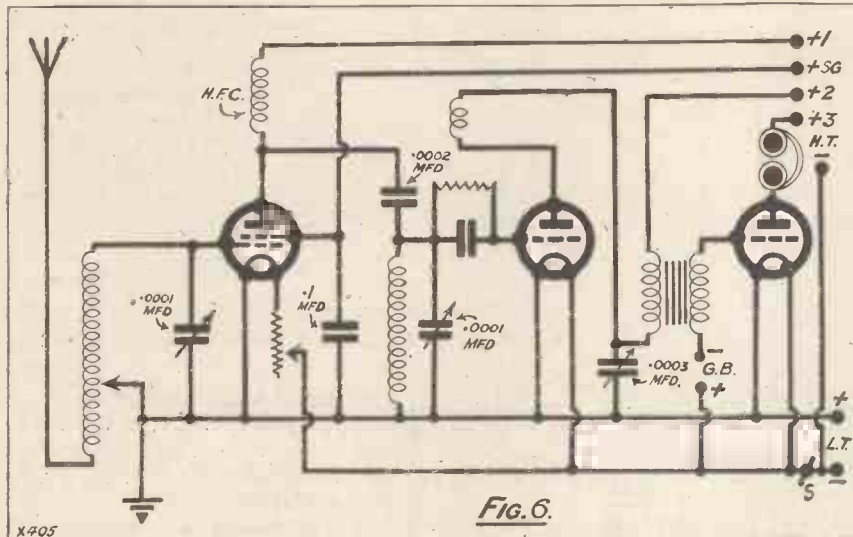 +1
+SG
H.F.C.
+2
+3
H.T.
-
.0002
MFD
.0001
MFD
.1
MFD
.0001
MFD
.0003
MFD.
-
G.B.
+
+
L.T.
S
-
FIG. 6.
X405